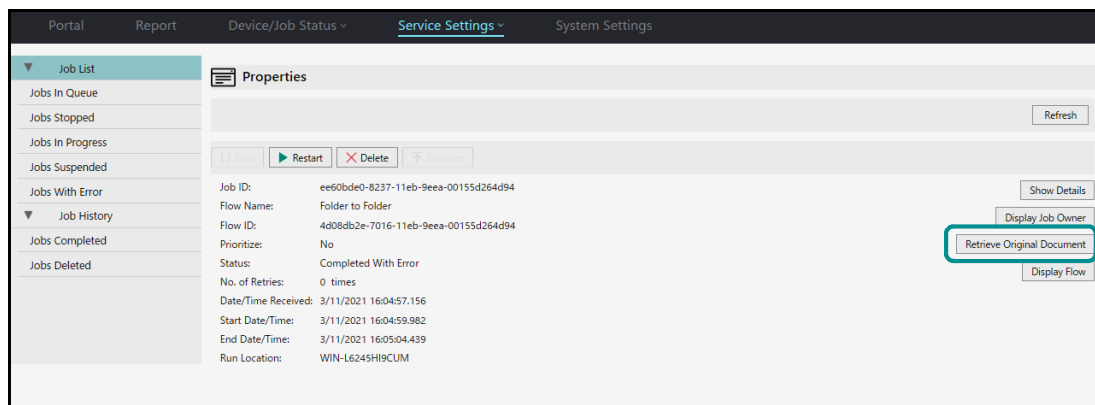 Portal Report Device/Job Status Service Settings System Settings
Job List
Jobs In Queue
Jobs Stopped
Jobs In Progress
Jobs Suspended
Jobs With Error
Job History
Jobs Completed
Jobs Deleted
Properties
Refresh
Stop Restart Delete Prioritize
Job ID: ee60bde0-8237-11eb-9eea-00155d264d94
Flow Name: Folder to Folder
Flow ID: 4d08db2e-7016-11eb-9eea-00155d264d94
Prioritize: No
Status: Completed With Error
No. of Retries: 0 times
Date/Time Received: 3/11/2021 16:04:57.156
Start Date/Time: 3/11/2021 16:04:59.982
End Date/Time: 3/11/2021 16:05:04.439
Run Location: WIN-L6245HI9CUM
Show Details
Display Job Owner
Retrieve Original Document
Display Flow